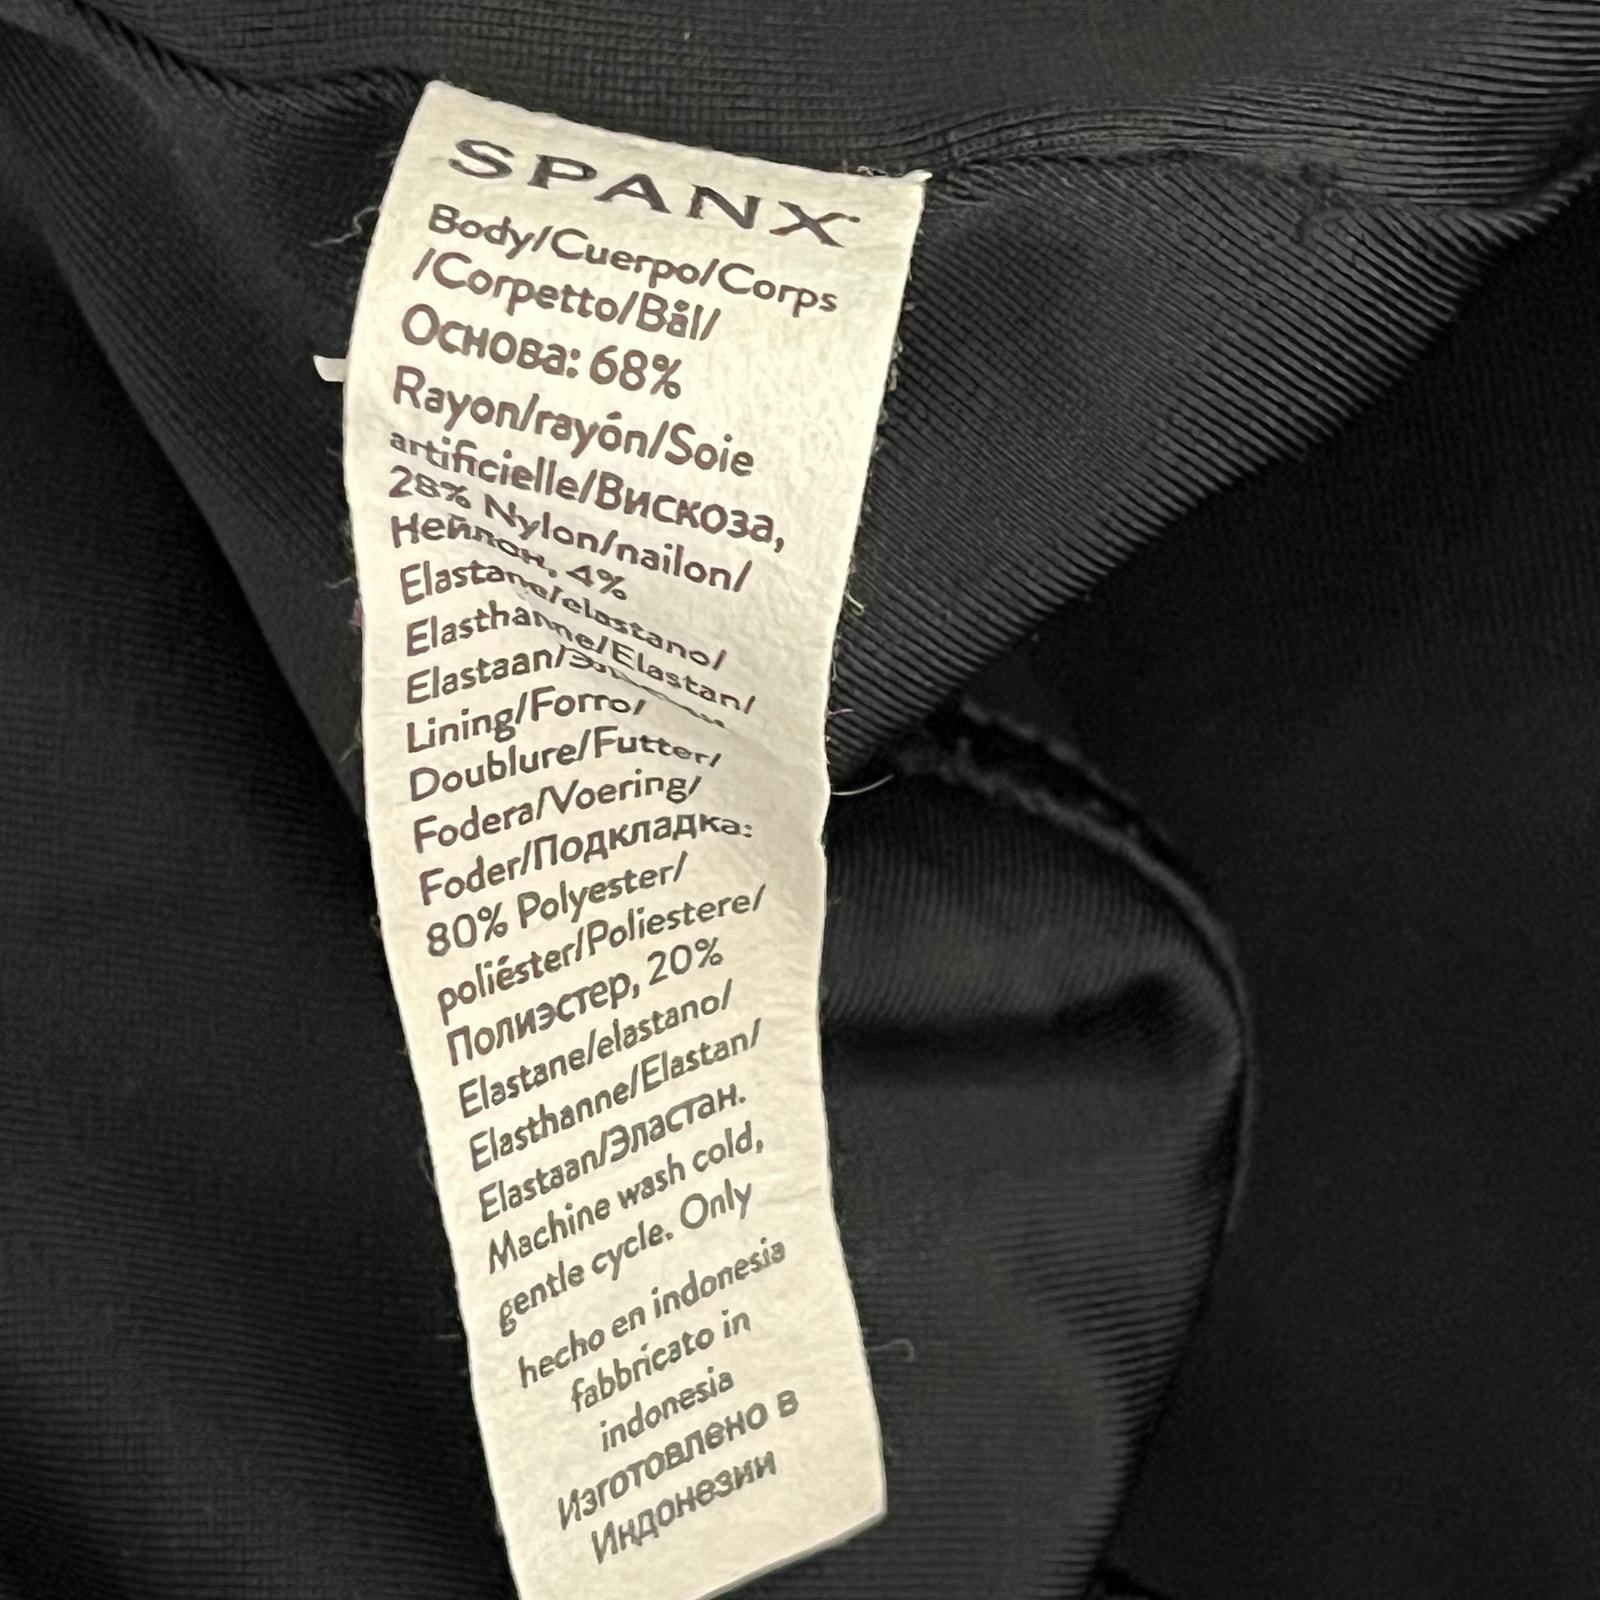 SPANX
Body/Cuerpo/Corps
/Corpetto/Bål/
Основа: 68%
Rayon/rayón/Soie
artificielle/Вискоза,
28% Nylon/nailon/
Нейлон, 4%
Elastane/elastano/
Elasthanne/Elastan/
Elastaan/
Lining/Forro/
Doublure/Futter/
Fodera/Voering/
Foder/Подкладка:
80% Polyester/
poliéster/Poliestere/
Полиэстер, 20%
Elastane/elastano/
Elasthanne/Elastan/
Elastaan/Эластан.
Machine wash cold,
gentle cycle. Only
hecho en indonesia
fabbricato in
indonesia
Изготовлено в
Индонезии